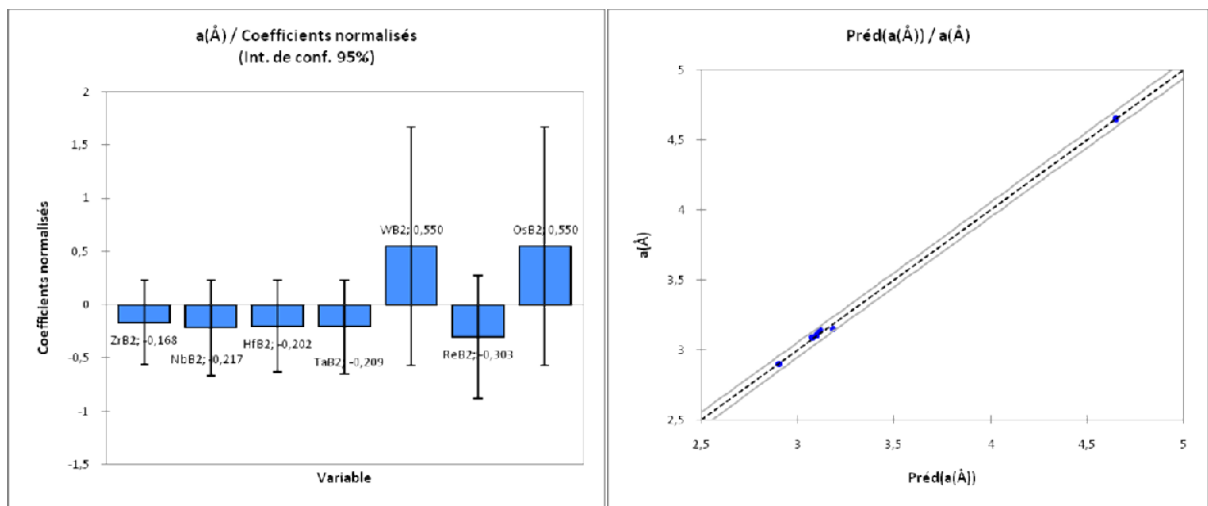 a(Å) / Coefficients normalisés
(Int. de conf. 95%)
2
1,5
1
0,5
0
-0,5
-1
-1,5
Coefficients normalisés
WB2; 0,550
OsB2; 0,550
ZrB2; -0,168
NbB2; -0,217
HfB2; -0,202
TaB2; -0,209
ReB2; -0,303
Variable
Préd(a(Å)) / a(Å)
5
4,5
4
3,5
3
2,5
a(Å)
2,5
3
3,5
4
4,5
5
Préd(a(Å))